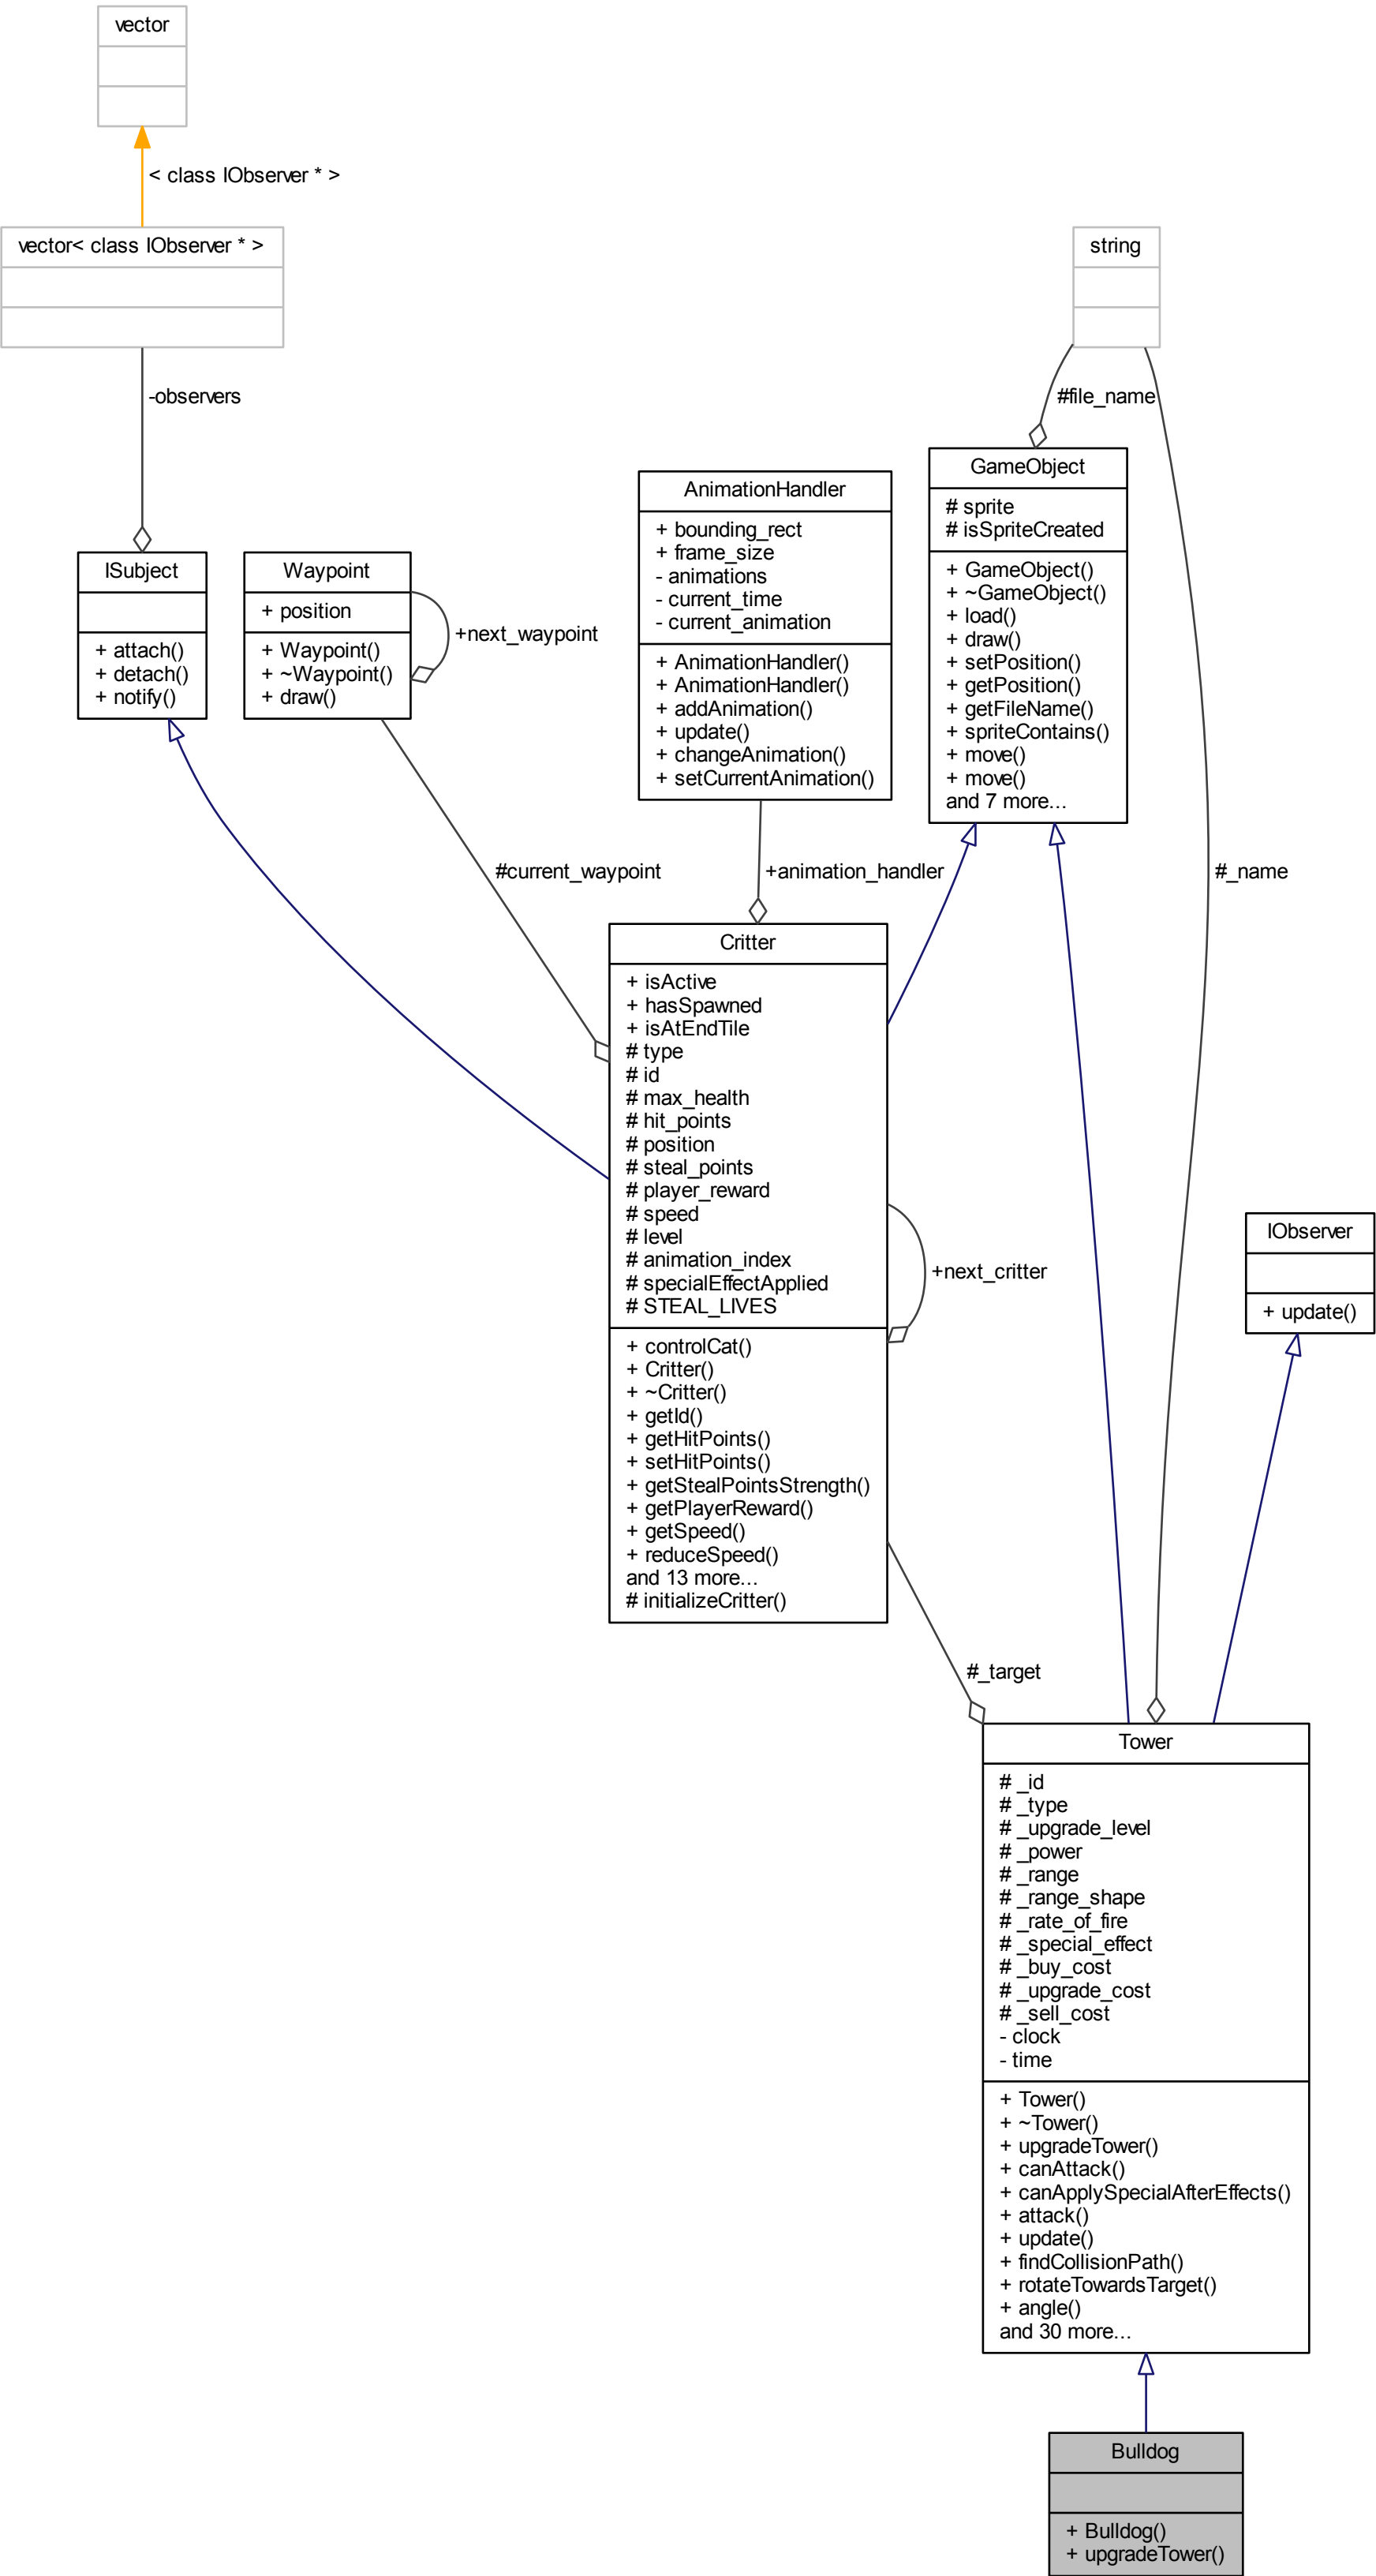 vector
< class IObserver * >
vector< class IObserver * >
string
-observers
#file_name
GameObject
# sprite
# isSpriteCreated
+ GameObject()
+ ~GameObject()
+ load()
+ draw()
+ setPosition()
+ getPosition()
+ getFileName()
+ spriteContains()
+ move()
+ move()
and 7 more...
AnimationHandler
+ bounding_rect
+ frame_size
- animations
- current_time
- current_animation
+ AnimationHandler()
+ AnimationHandler()
+ addAnimation()
+ update()
+ changeAnimation()
+ setCurrentAnimation()
ISubject
+ attach()
+ detach()
+ notify()
Waypoint
+ position
+ Waypoint()
+ ~Waypoint()
+ draw()
+next_waypoint
#current_waypoint
+animation_handler
#_name
Critter
+ isActive
+ hasSpawned
+ isAtEndTile
# type
# id
# max_health
# hit_points
# position
# steal_points
# player_reward
# speed
# level
# animation_index
# specialEffectApplied
# STEAL_LIVES
+ controlCat()
+ Critter()
+ ~Critter()
+ getId()
+ getHitPoints()
+ setHitPoints()
+ getStealPointsStrength()
+ getPlayerReward()
+ getSpeed()
+ reduceSpeed()
and 13 more...
# initializeCritter()
+next_critter
IObserver
+ update()
#_target
Tower
# _id
# _type
# _upgrade_level
# _power
# _range
# _range_shape
# _rate_of_fire
# _special_effect
# _buy_cost
# _upgrade_cost
# _sell_cost
- clock
- time
+ Tower()
+ ~Tower()
+ upgradeTower()
+ canAttack()
+ canApplySpecialAfterEffects()
+ attack()
+ update()
+ findCollisionPath()
+ rotateTowardsTarget()
+ angle()
and 30 more...
Bulldog
+ Bulldog()
+ upgradeTower()